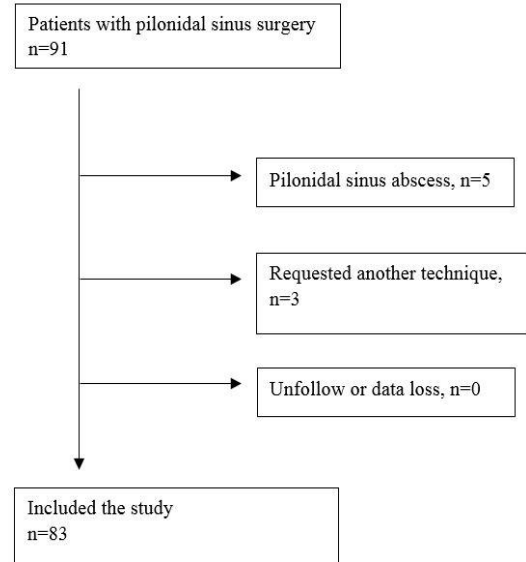 Patients with pilonidal sinus surgery
n=91
Pilonidal sinus abscess, n=5
Requested another technique,
n=3
Unfollow or data loss, n=0
Included the study
n=83